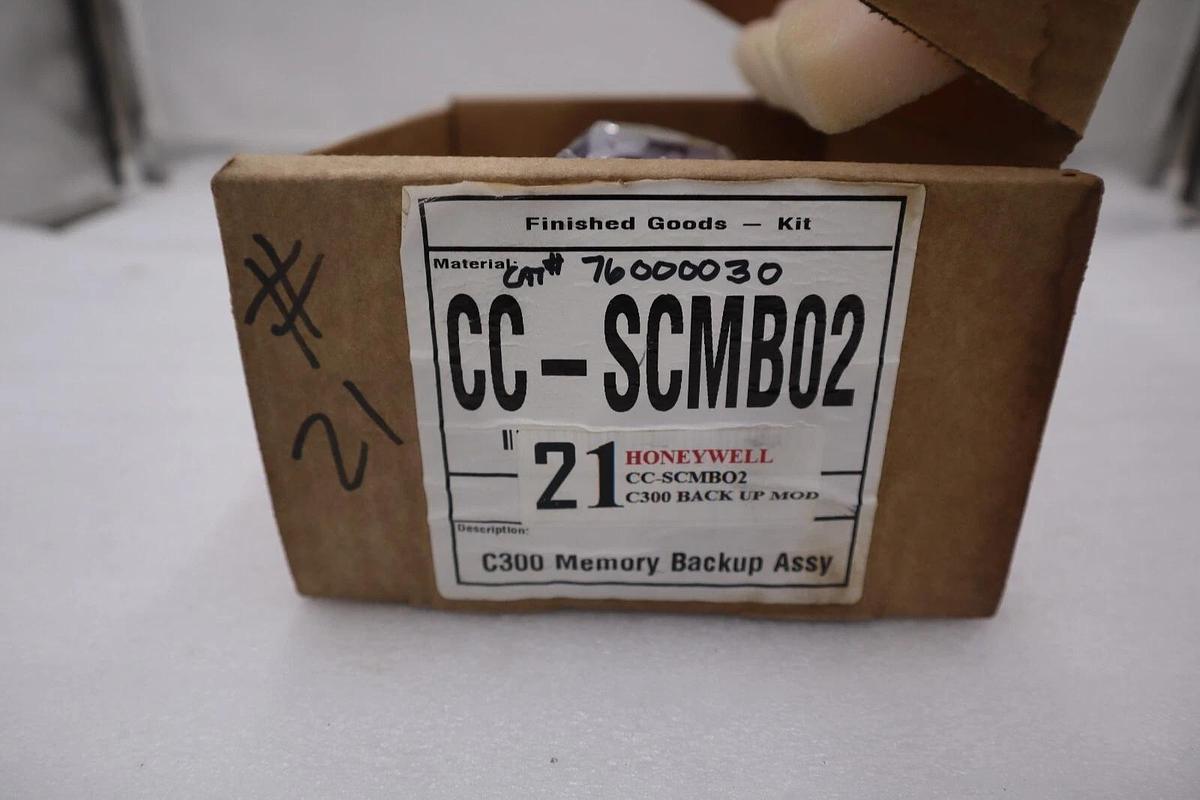 Finished Goods — Kit
Material:
CAT# 76000030
CC-SCMB02
21
HONEYWELL
CC-SCMBO2
C300 BACK UP MOD
Description:
C300 Memory Backup Assy
#
21